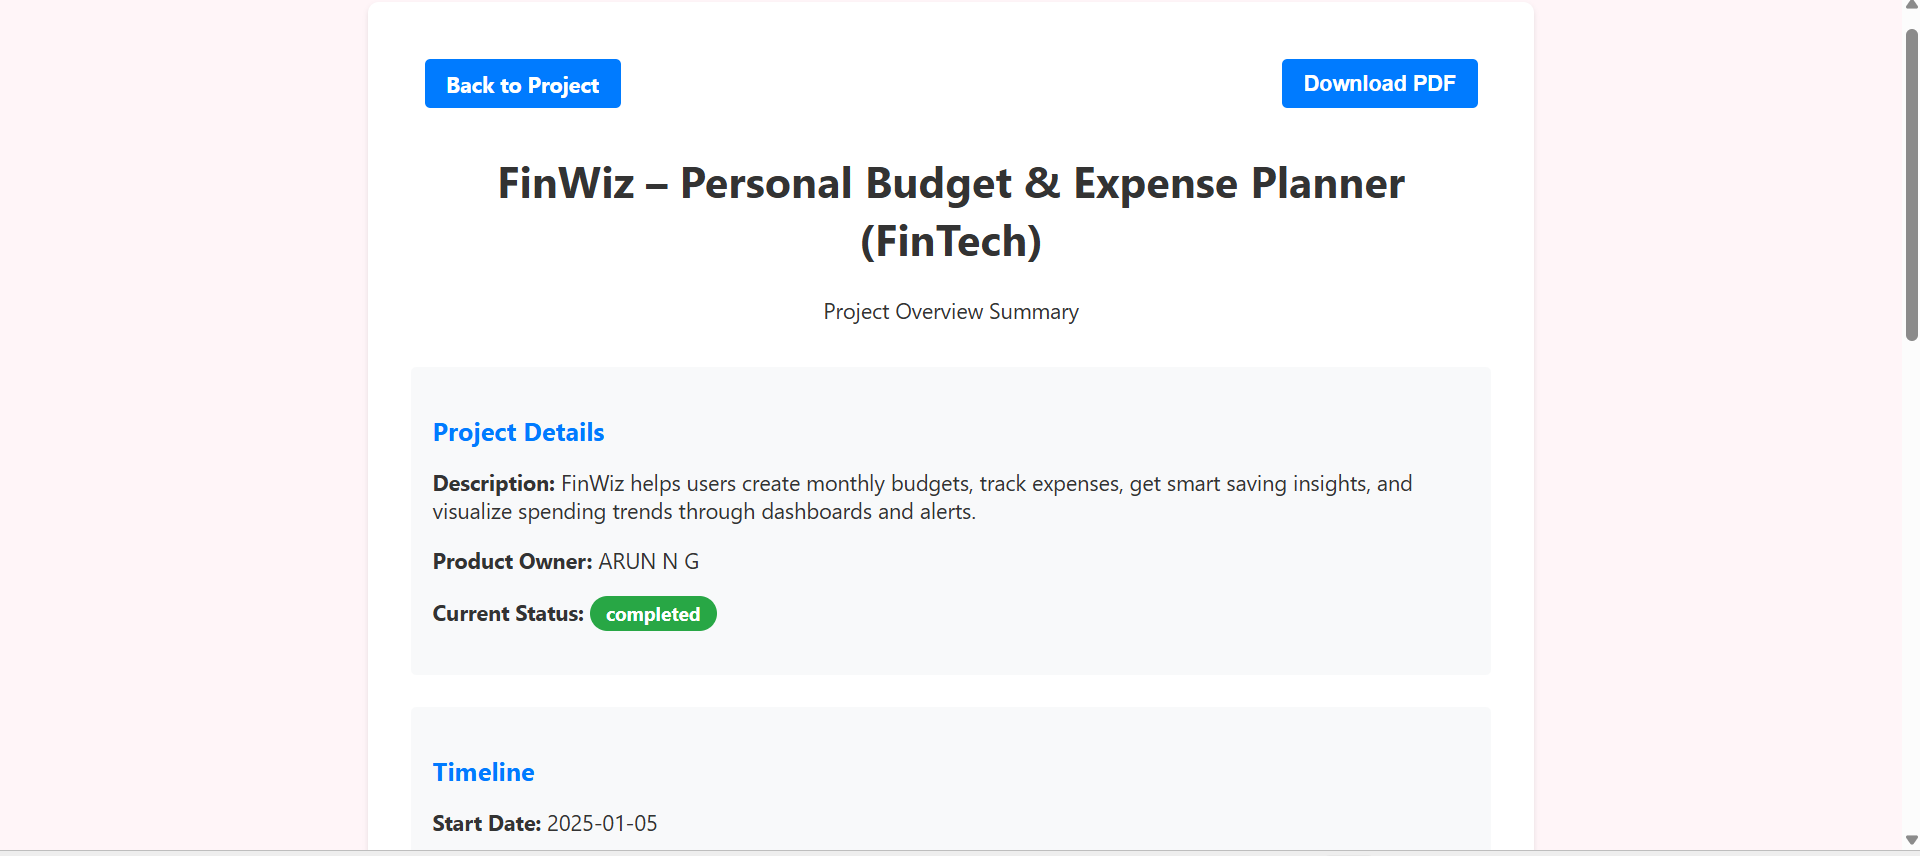 Back to Project
Download PDF
FinWiz – Personal Budget & Expense Planner
(FinTech)
Project Overview Summary
Project Details
Description: FinWiz helps users create monthly budgets, track expenses, get smart saving insights, and
visualize spending trends through dashboards and alerts.
Product Owner: ARUN N G
Current Status: completed
Timeline
Start Date: 2025-01-05